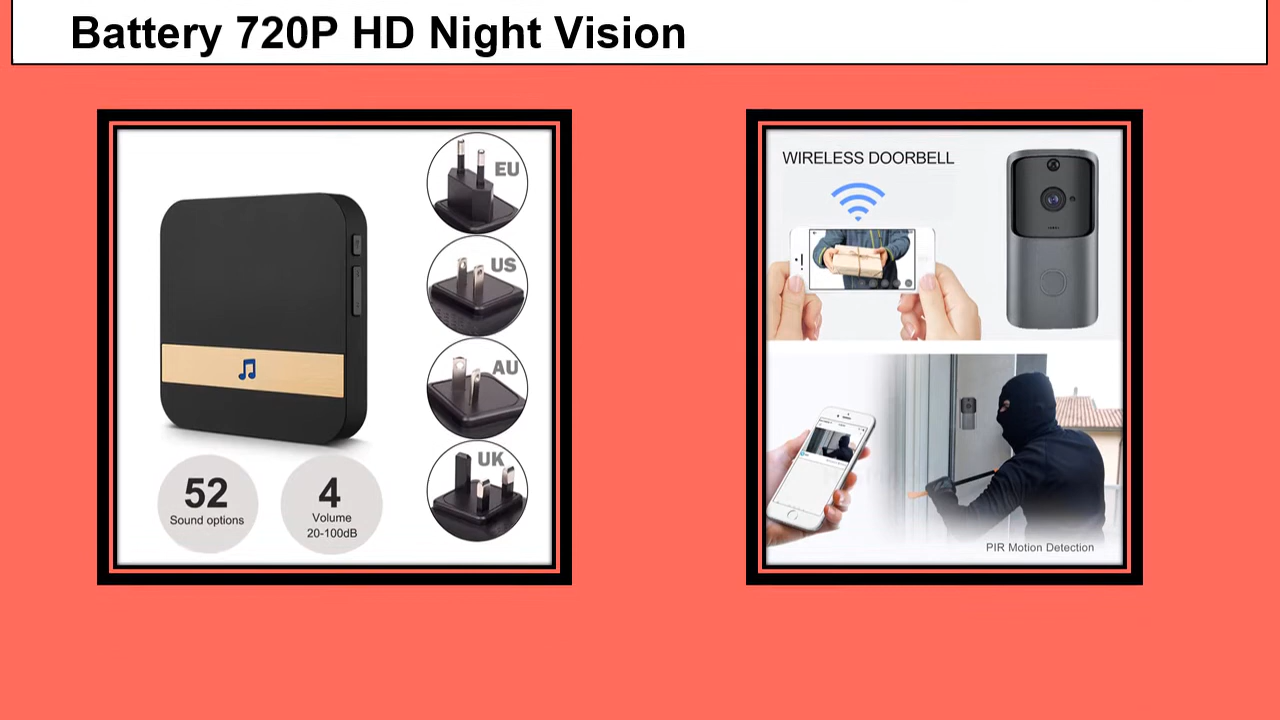 Battery 720P HD Night Vision
EU
US
AU
UK
52
Sound options
4
Volume
20-100dB
WIRELESS DOORBELL
PIR Motion Detection